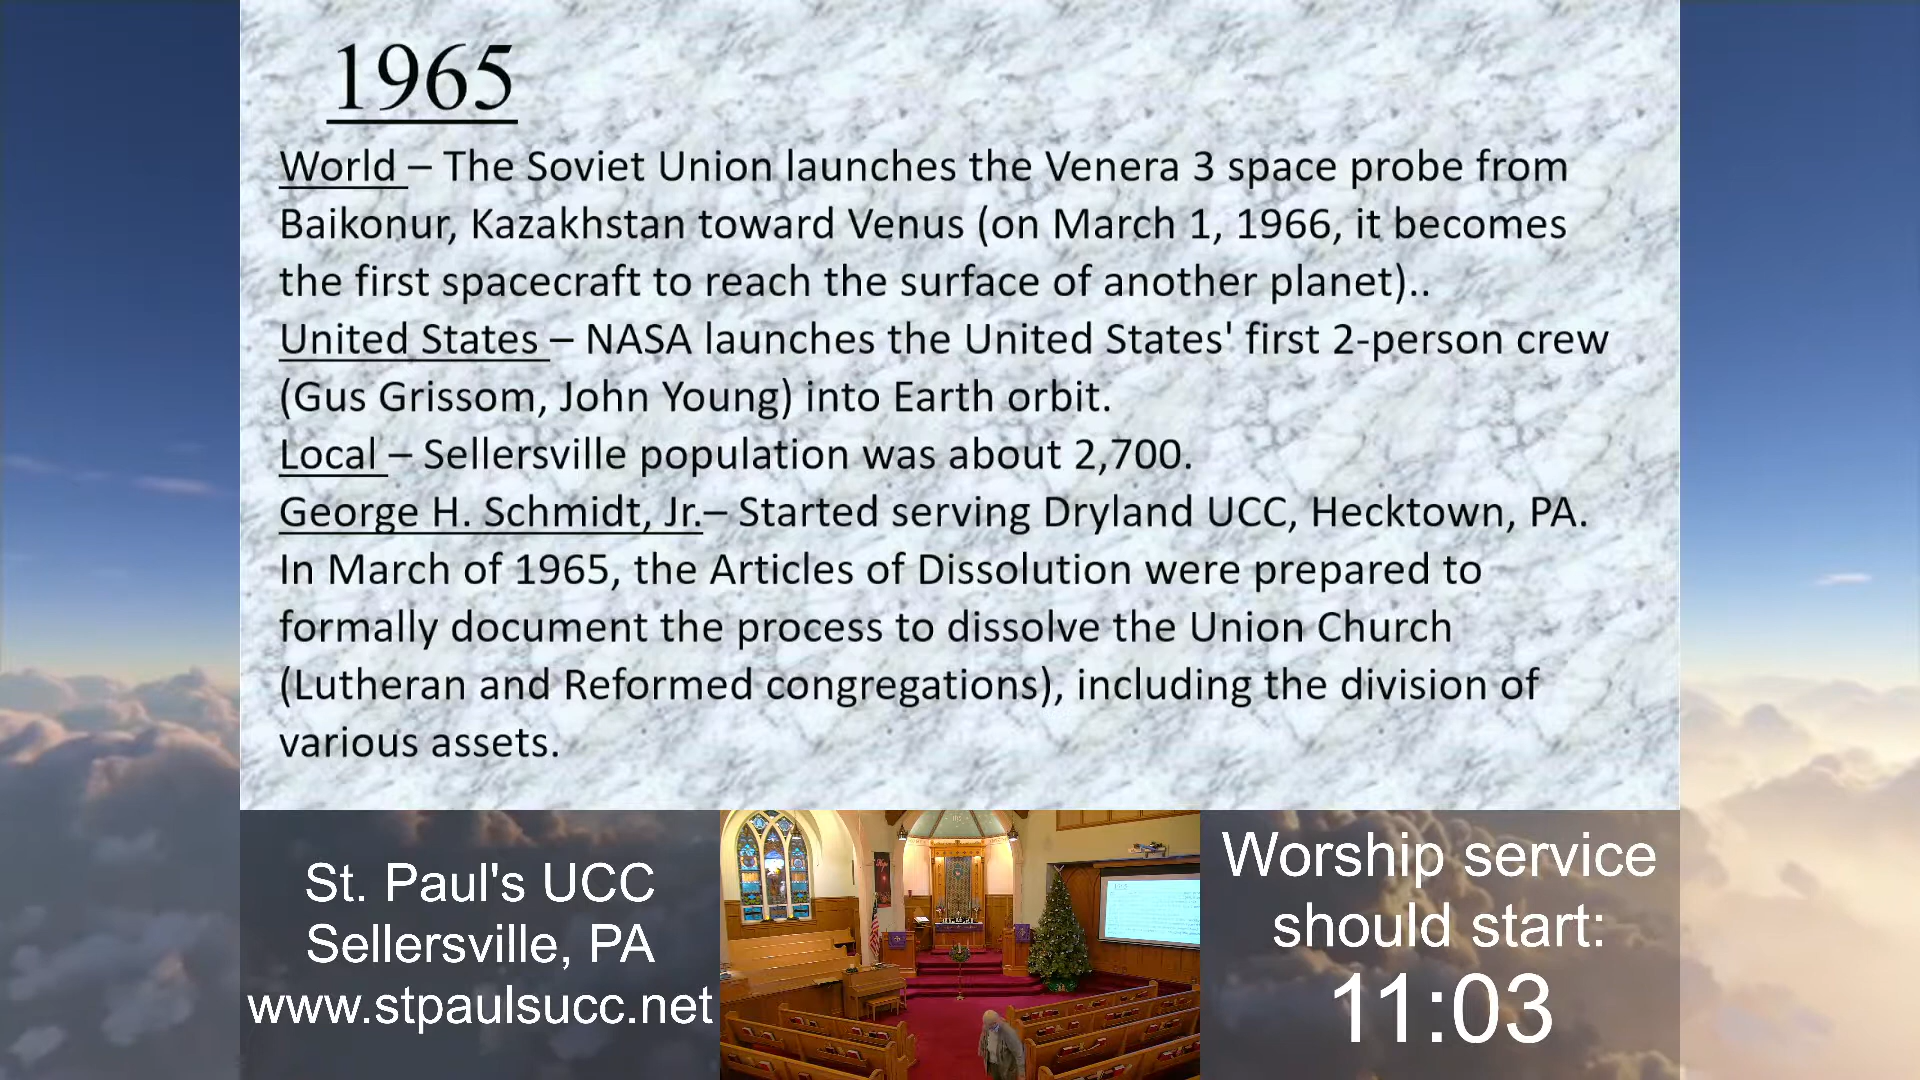 1965
World – The Soviet Union launches the Venera 3 space probe from
Baikonur, Kazakhstan toward Venus (on March 1, 1966, it becomes
the first spacecraft to reach the surface of another planet)..
United States – NASA launches the United States' first 2-person crew
(Gus Grissom, John Young) into Earth orbit.
Local – Sellersville population was about 2,700.
George H. Schmidt, Jr.– Started serving Dryland UCC, Hecktown, PA.
In March of 1965, the Articles of Dissolution were prepared to
formally document the process to dissolve the Union Church
(Lutheran and Reformed congregations), including the division of
various assets.
St. Paul's UCC
Sellersville, PA
www.stpaulsucc.net
Worship service
should start:
11:03